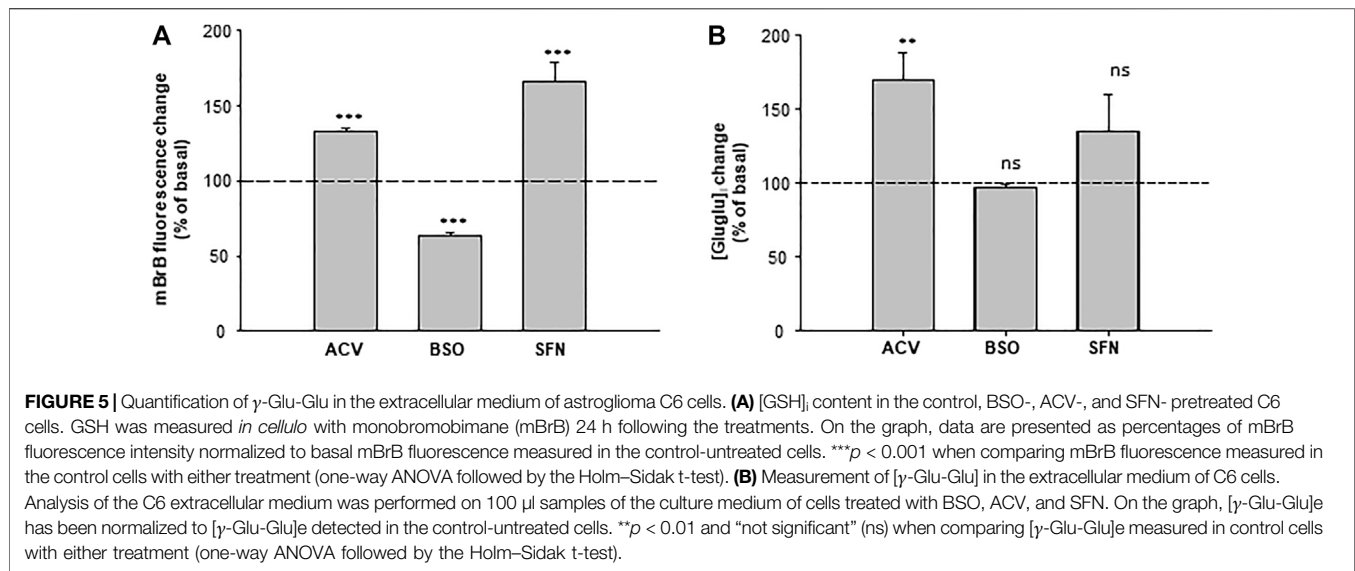 A
mBrB fluorescence change
(% of basal)
200
150
100
50
0
***
***
***
ACV
BSO
SFN
B
[Gluglu]i change
(% of basal)
200
150
100
50
0
**
ns
ns
ACV
BSO
SFN
FIGURE 5 | Quantification of γ-Glu-Glu in the extracellular medium of astroglioma C6 cells. (A) [GSH]i content in the control, BSO-, ACV-, and SFN- pretreated C6
cells. GSH was measured in cellulo with monobromobimane (mBrB) 24 h following the treatments. On the graph, data are presented as percentages of mBrB
fluorescence intensity normalized to basal mBrB fluorescence measured in the control-untreated cells. ***p < 0.001 when comparing mBrB fluorescence measured in
the control cells with either treatment (one-way ANOVA followed by the Holm–Sidak t-test). (B) Measurement of [γ-Glu-Glu] in the extracellular medium of C6 cells.
Analysis of the C6 extracellular medium was performed on 100 µl samples of the culture medium of cells treated with BSO, ACV, and SFN. On the graph, [γ-Glu-Glu]e
has been normalized to [γ-Glu-Glu]e detected in the control-untreated cells. **p < 0.01 and “not significant” (ns) when comparing [γ-Glu-Glu]e measured in control cells
with either treatment (one-way ANOVA followed by the Holm–Sidak t-test).